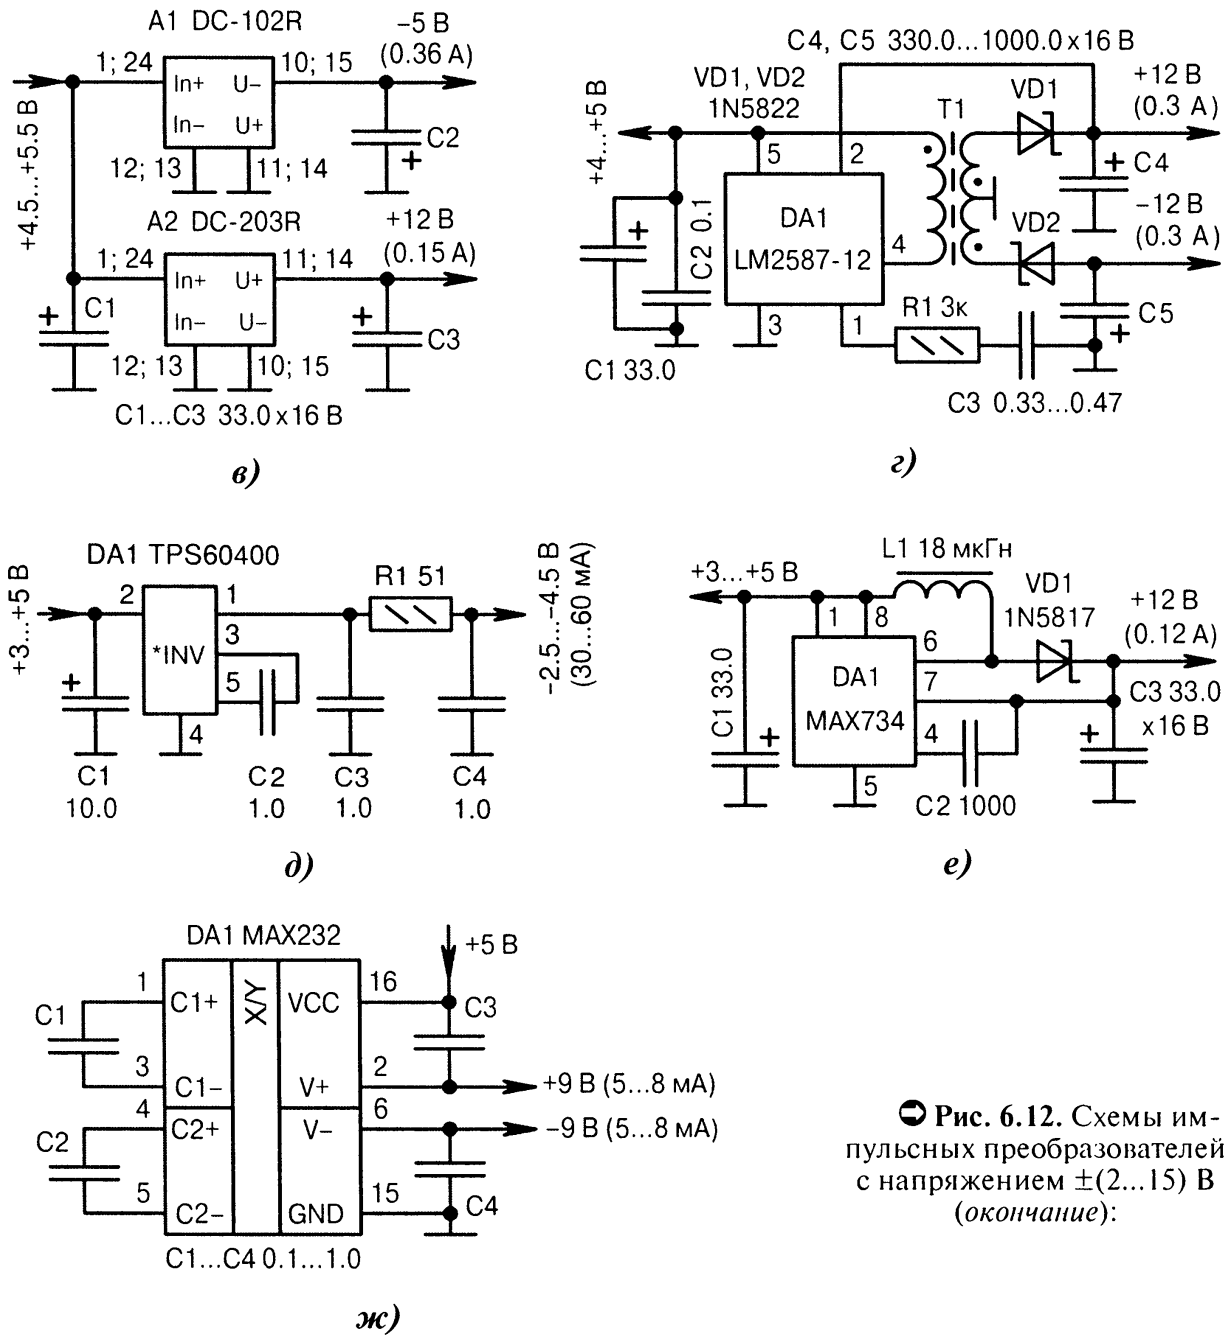 A1 DC-102R
−5 В
(0.36 А)
1; 24
In+ U−
10; 15
In− U+
12; 13
11; 14
C2
+
+4.5...+5.5 В
A2 DC-203R
+12 В
(0.15 А)
1; 24
In+ U+
11; 14
In− U−
12; 13
10; 15
+
C1
+
C3
C1...C3 33.0 x 16 В
в)
C4, C5 330.0...1000.0 x 16 В
VD1, VD2
1N5822
+4...+5 В
T1
VD1
+12 В
(0.3 А)
5
2
+
C4
DA1
LM2587-12
4
3
1
VD2
−12 В
(0.3 А)
+
C2 0.1
C1 33.0
R1 3к
C5
+
C3 0.33...0.47
г)
DA1 TPS60400
+3...+5 В
2
*INV
1
3
5
4
R1 51
−2.5...−4.5 В
(30...60 мА)
+
C1
10.0
C2
1.0
C3
1.0
C4
1.0
д)
L1 18 мкГн
+3...+5 В
VD1
1N5817
+12 В
(0.12 А)
1
8
6
DA1
MAX734
7
4
5
C1 33.0
+
C3 33.0
x 16 В
+
C2 1000
е)
DA1 MAX232
+5 В
C1
1
C1+
X/Y
VCC
16
C3
3
C1−
V+
2
+9 В (5...8 мА)
C2
4
C2+
V−
6
−9 В (5...8 мА)
5
C2−
GND
15
C4
C1...C4 0.1...1.0
ж)
Рис. 6.12. Схемы им-
пульсных преобразователей
с напряжением ±(2...15) В
(окончание):